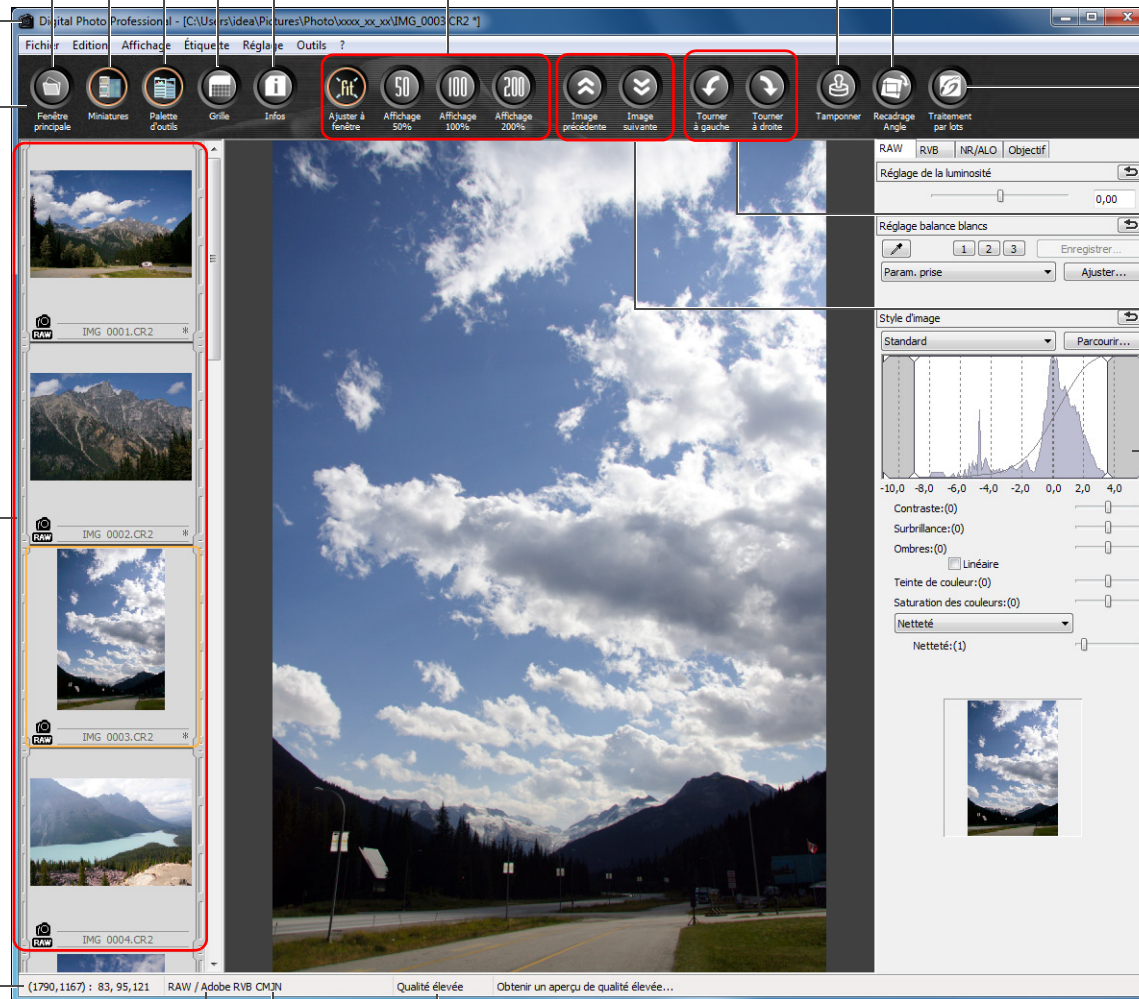 Digital Photo Professional - [C:\Users\idea\Pictures\Photo\xxxx_xx_xx\IMG_0003.CR2 *]
Fichier Edition Affichage Étiquette Réglage Outils ?
fit 50 100 200
Fenêtre principale
Miniatures
Palette d'outils
Grille
Infos
Ajuster à fenêtre
Affichage 50%
Affichage 100%
Affichage 200%
Image précédente
Image suivante
Tourner à gauche
Tourner à droite
Tamponner
Recadrage Angle
Traitement par lots
RAW
IMG_0001.CR2 *
RAW
IMG_0002.CR2 *
RAW
IMG_0003.CR2 *
RAW
IMG_0004.CR2
RAW RVB NR/ALO Objectif
Réglage de la luminosité
0,00
Réglage balance blancs
1 2 3 Enregistrer...
Param. prise Ajuster...
Style d'image
Standard Parcourir...
-10,0 -8,0 -6,0 -4,0 -2,0 0,0 2,0 4,0
Contraste:(0)
Surbrillance:(0)
Ombres:(0)
Linéaire
Teinte de couleur:(0)
Saturation des couleurs:(0)
Netteté
Netteté:(1)
(1790,1167) : 83, 95,121 RAW / Adobe RVB CMJN Qualité élevée Obtenir un aperçu de qualité élevée...